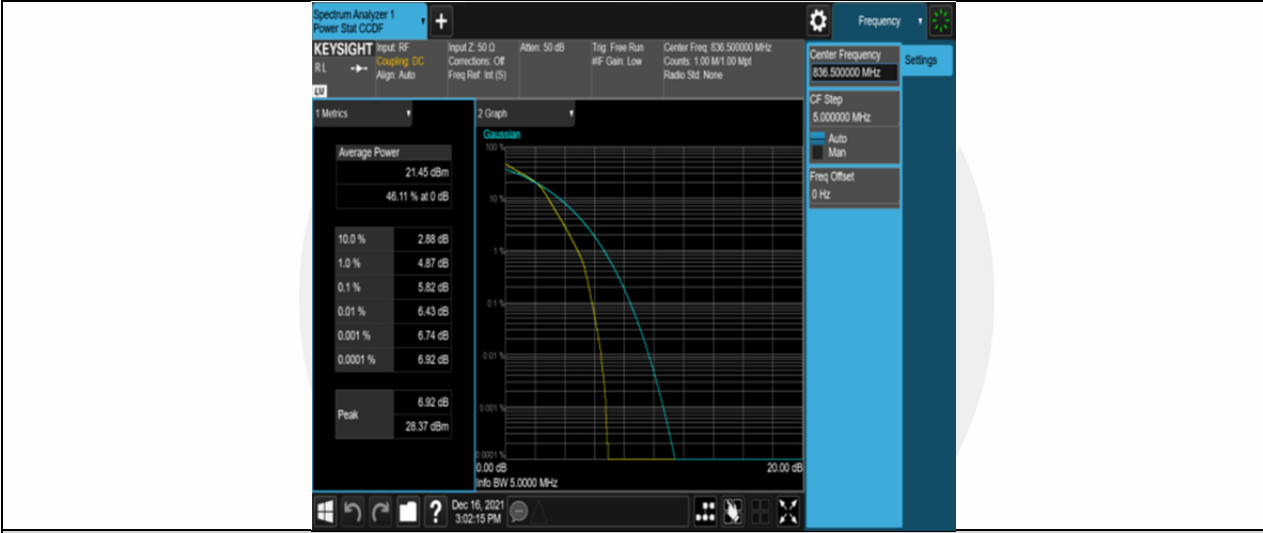 Spectrum Analyzer 1
Power Stat CCDF
+
Frequency
KEYSIGHT
RL
Input: RF
Coupling: DC
Align: Auto
Input Z: 50 Ω
Corrections: Off
Freq Ref: Int (S)
Atten: 50 dB
Trig: Free Run
#IF Gain: Low
Center Freq: 836.500000 MHz
Counts: 1.00 M/1.00 Mpt
Radio Std: None
Center Frequency
836.500000 MHz
Settings
CF Step
5.000000 MHz
Auto
Man
Freq Offset
0 Hz
1 Metrics
Average Power
21.45 dBm
46.11 % at 0 dB
10.0 % 2.88 dB
1.0 % 4.87 dB
0.1 % 5.82 dB
0.01 % 6.43 dB
0.001 % 6.74 dB
0.0001 % 6.92 dB
Peak
6.92 dB
28.37 dBm
2 Graph
Gaussian
100 %
10 %
1 %
0.1 %
0.01 %
0.001 %
0.0001 %
0.00 dB 20.00 dB
Info BW 5.0000 MHz
?
Dec 16, 2021
3:02:15 PM